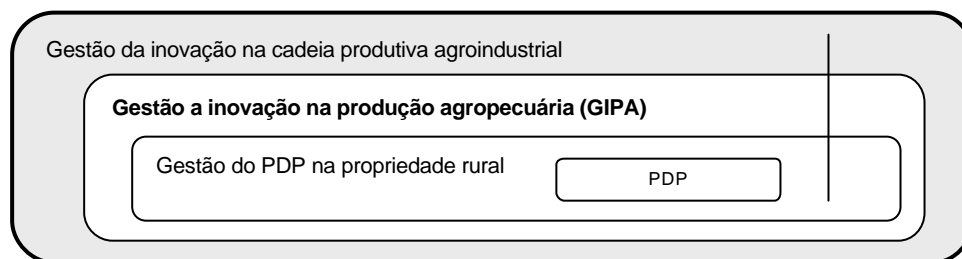 Gestão da inovação na cadeia produtiva agroindustrial
Gestão a inovação na produção agropecuária (GIPA)
Gestão do PDP na propriedade rural
PDP